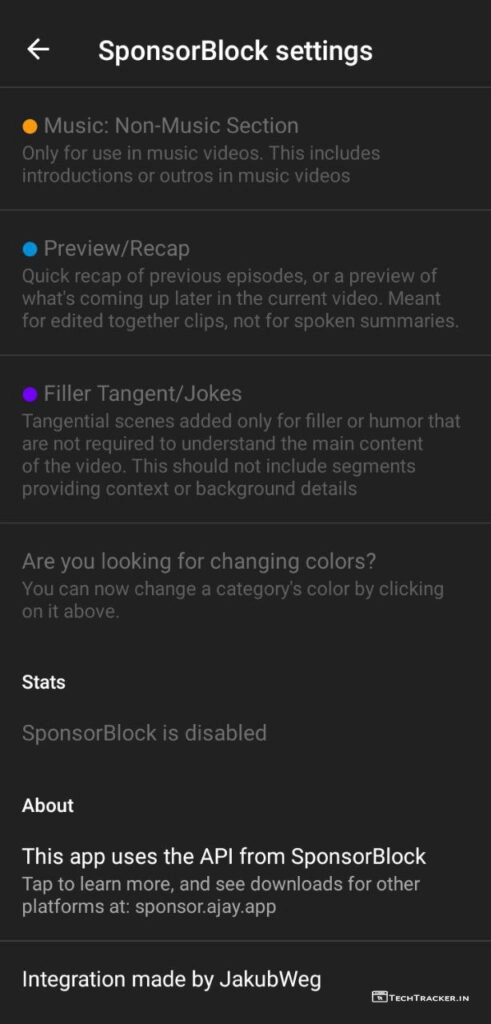 SponsorBlock settings
Music: Non-Music Section
Only for use in music videos. This includes
introductions or outros in music videos
Preview/Recap
Quick recap of previous episodes, or a preview of
what's coming up later in the current video. Meant
for edited together clips, not for spoken summaries.
Filler Tangent/Jokes
Tangential scenes added only for filler or humor that
are not required to understand the main content
of the video. This should not include segments
providing context or background details
Are you looking for changing colors?
You can now change a category's color by clicking
on it above.
Stats
SponsorBlock is disabled
About
This app uses the API from SponsorBlock
Tap to learn more, and see downloads for other
platforms at: sponsor.ajay.app
Integration made by JakubWeg
TECHTRACKER.IN